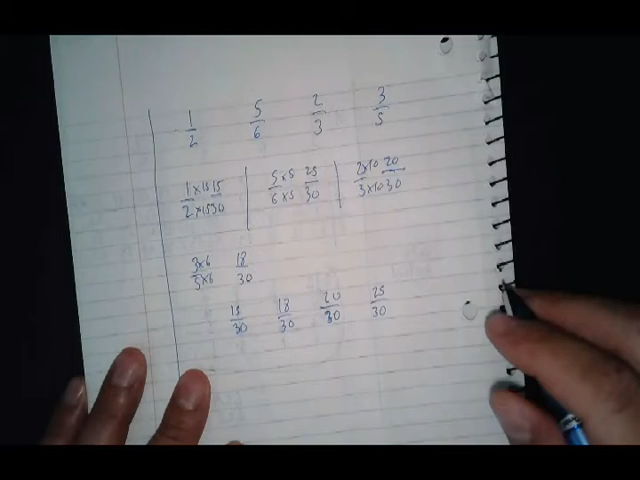 1/2 5/6 2/3 3/5
1x15/2x15 15/30 | 5x5/6x5 25/30 | 2x10/3x10 20/30
3x6/5x6 18/30
15/30 18/30 20/30 25/30